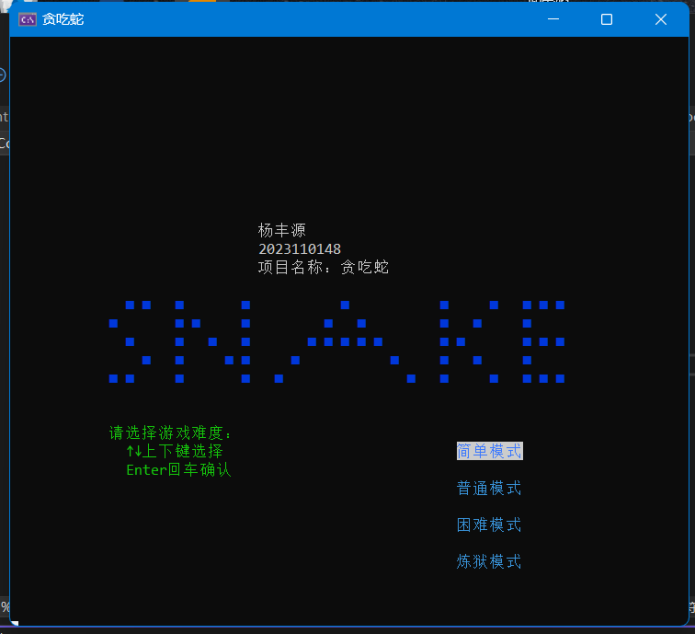 贪吃蛇
杨丰源
2023110148
项目名称：贪吃蛇
SNAKE
请选择游戏难度：
↑↓上下键选择
Enter回车确认
简单模式
普通模式
困难模式
炼狱模式